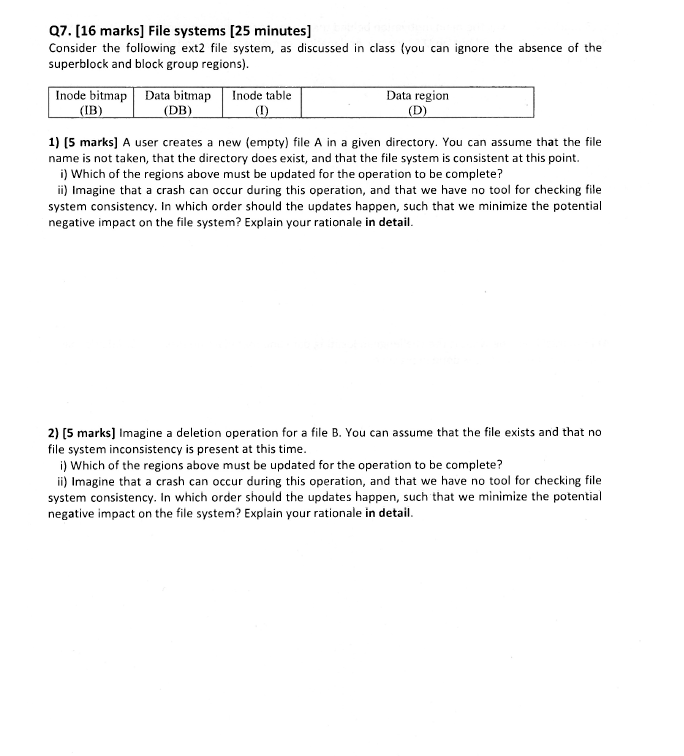 Q7. [16 marks] File systems [25 minutes]
Consider the following ext2 file system, as discussed in class (you can ignore the absence of the
superblock and block group regions).
Inode bitmap Data bitmap Inode table Data region
(IB) (DB) (I) (D)
1) [5 marks] A user creates a new (empty) file A in a given directory. You can assume that the file
name is not taken, that the directory does exist, and that the file system is consistent at this point.
i) Which of the regions above must be updated for the operation to be complete?
ii) Imagine that a crash can occur during this operation, and that we have no tool for checking file
system consistency. In which order should the updates happen, such that we minimize the potential
negative impact on the file system? Explain your rationale in detail.
2) [5 marks] Imagine a deletion operation for a file B. You can assume that the file exists and that no
file system inconsistency is present at this time.
i) Which of the regions above must be updated for the operation to be complete?
ii) Imagine that a crash can occur during this operation, and that we have no tool for checking file
system consistency. In which order should the updates happen, such that we minimize the potential
negative impact on the file system? Explain your rationale in detail.